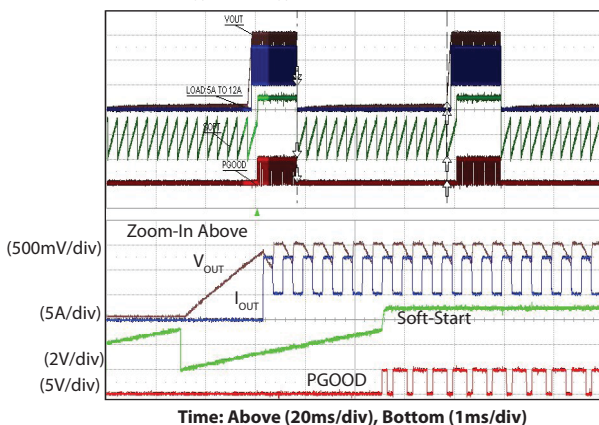 VOUT
LOAD:5A TO 12A
SOFT
PGOOD
Zoom-In Above
(500mV/div)
VOUT
IOUT
(5A/div)
Soft-Start
(2V/div)
(5V/div)
PGOOD
Time: Above (20ms/div), Bottom (1ms/div)